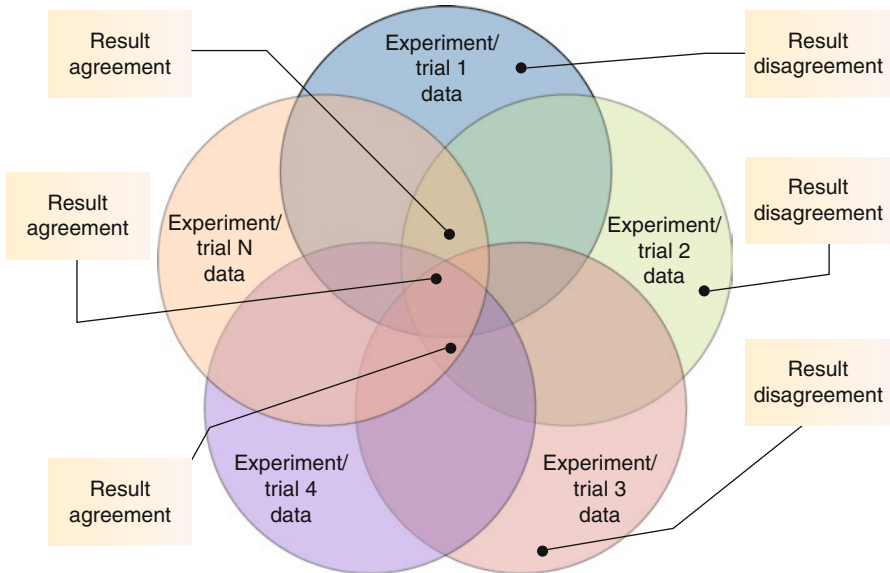 Result
agreement
Experiment/
trial 1
data
Result
disagreement
Result
agreement
Experiment/
trial N
data
Experiment/
trial 2
data
Result
disagreement
Result
disagreement
Result
agreement
Experiment/
trial 4
data
Experiment/
trial 3
data